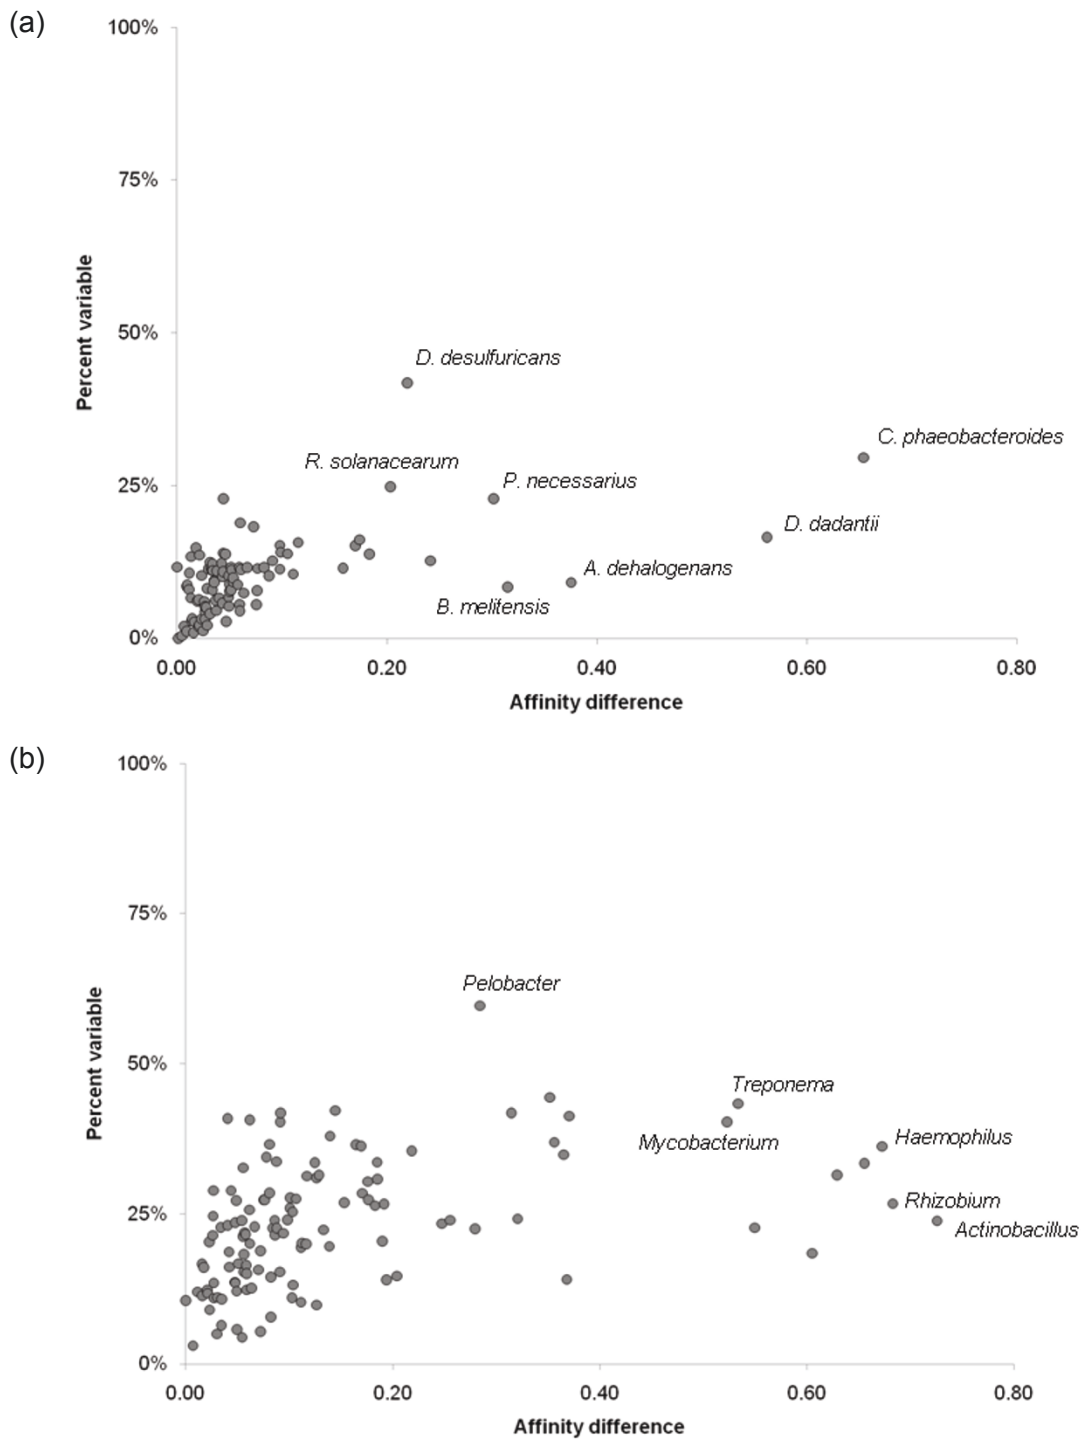 (a)
100%
75%
50%
25%
0%
Percent variable
D. desulfuricans
C. phaeobacteroides
R. solanacearum
P. necessarius
D. dadantii
A. dehalogenans
B. melitensis
0.00 0.20 0.40 0.60 0.80
Affinity difference
(b)
100%
75%
50%
25%
0%
Percent variable
Pelobacter
Treponema
Mycobacterium
Haemophilus
Rhizobium
Actinobacillus
0.00 0.20 0.40 0.60 0.80
Affinity difference